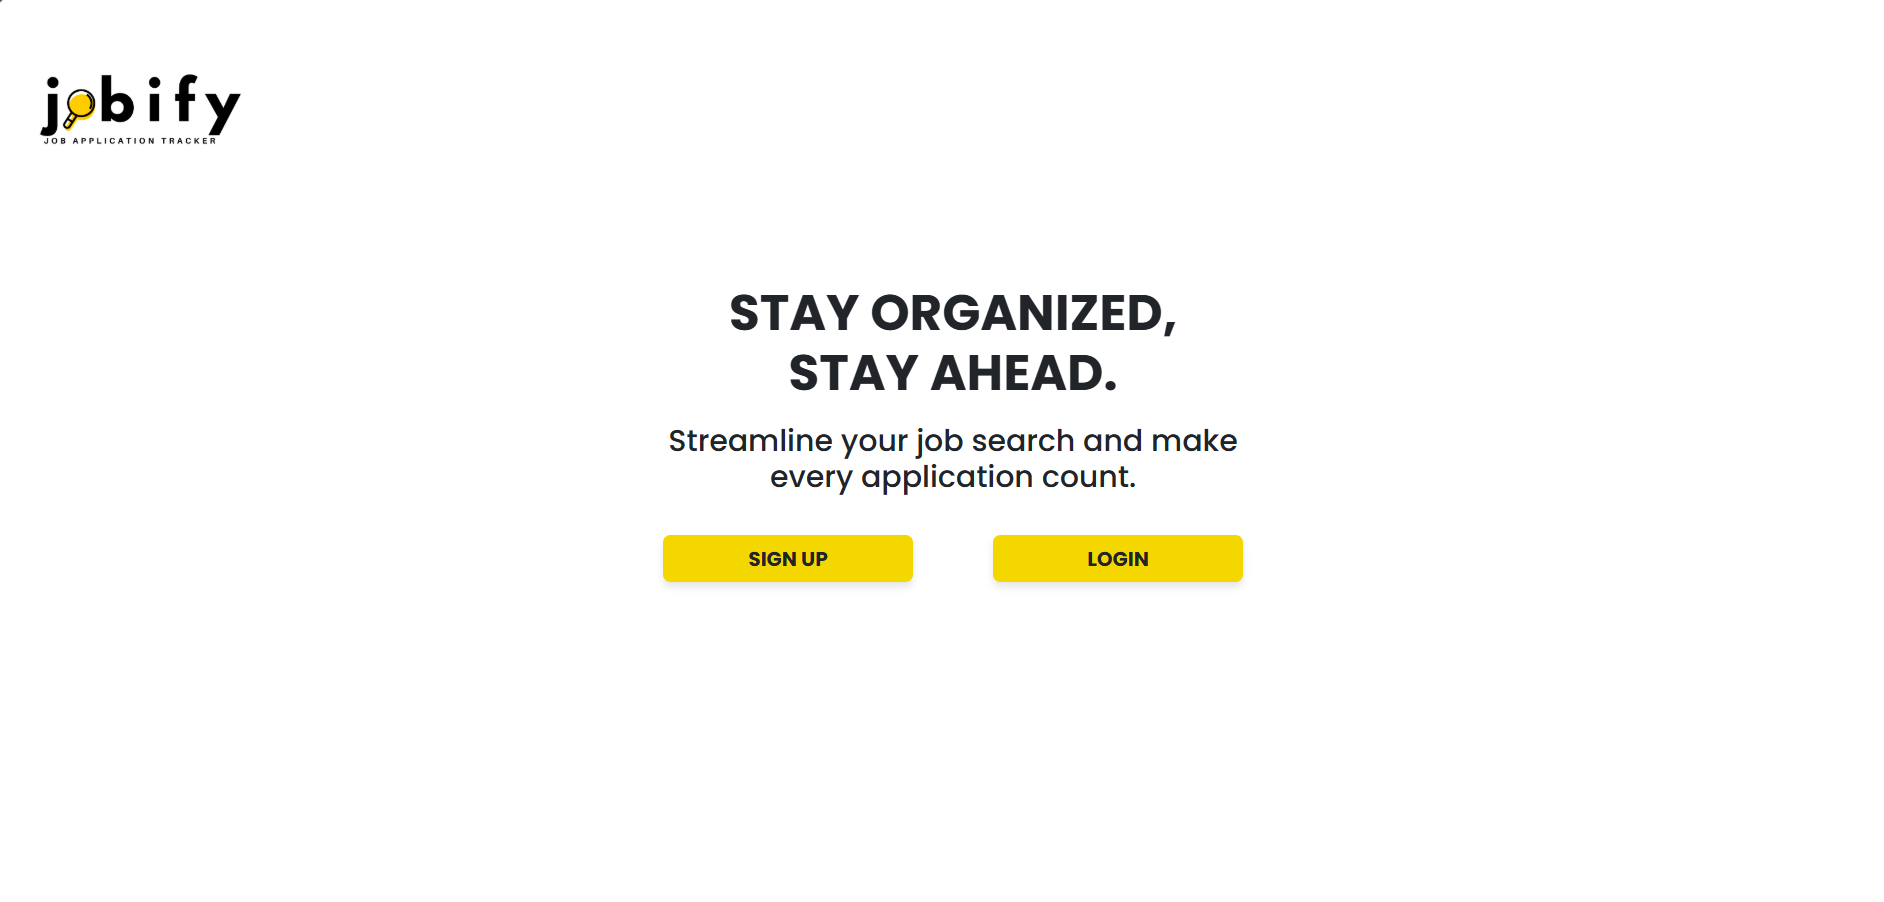 jobify
JOB APPLICATION TRACKER
STAY ORGANIZED,
STAY AHEAD.
Streamline your job search and make
every application count.
SIGN UP
LOGIN